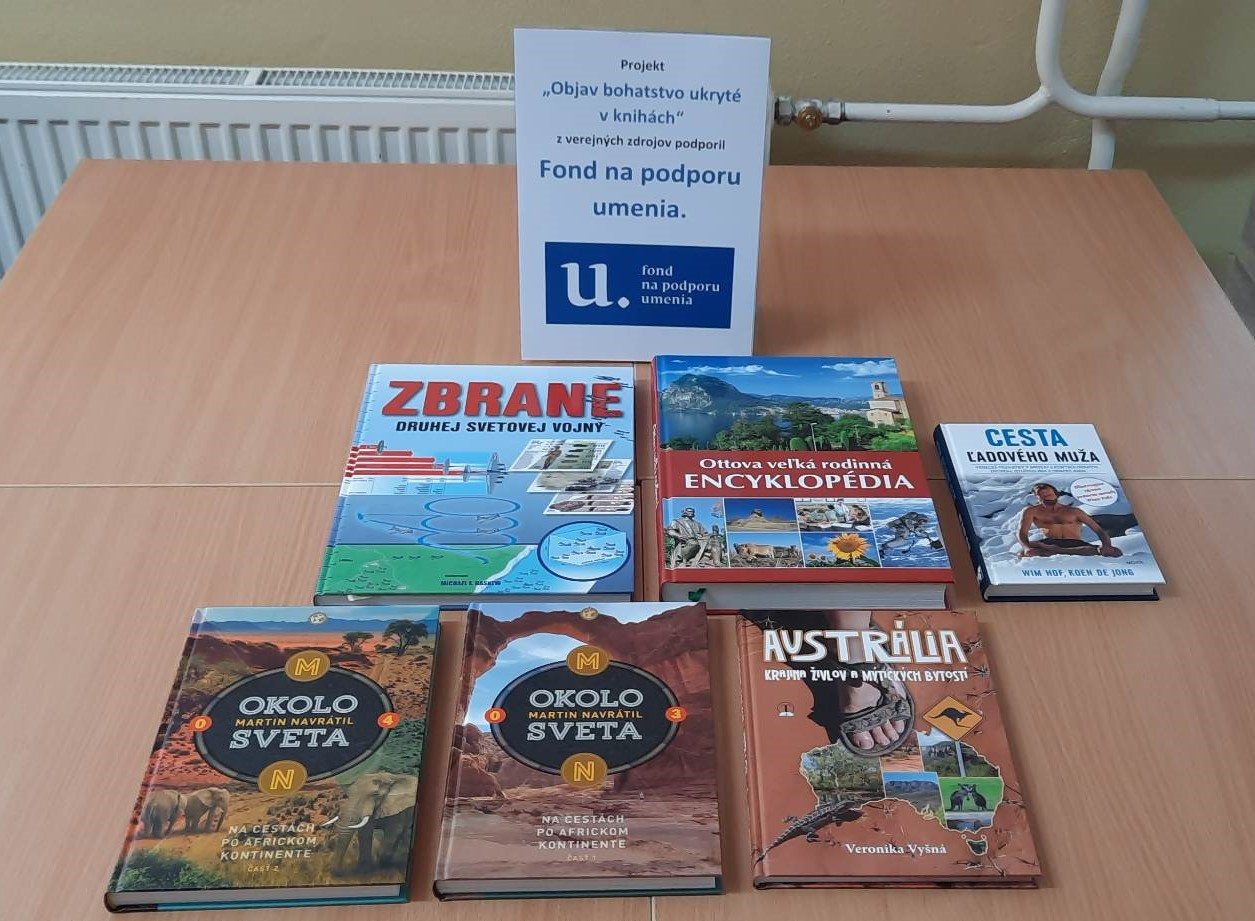 Projekt
„Objav bohatstvo ukryté
v knihách“
z verejných zdrojov podporil
Fond na podporu
umenia.
u.
fond
na podporu
umenia
ZBRANE
DRUHEJ SVETOVEJ VOJNY
MICHAEL E. HASKEW
Ottova veľká rodinná
ENCYKLOPÉDIA
CESTA
ĽADOVÉHO MUŽA
WIM HOF, KOEN DE JONG
M
OKOLO
0 MARTIN NAVRÁTIL 4
SVETA
N
NA CESTÁCH
PO AFRICKOM
KONTINENTE
ČASŤ 2
M
OKOLO
0 MARTIN NAVRÁTIL 3
SVETA
N
NA CESTÁCH
PO AFRICKOM
KONTINENTE
ČASŤ 1
AUSTRÁLIA
KRAJINA ŽIVLOV A MÝTICKÝCH BYTOSTÍ
Veronika Vyšná